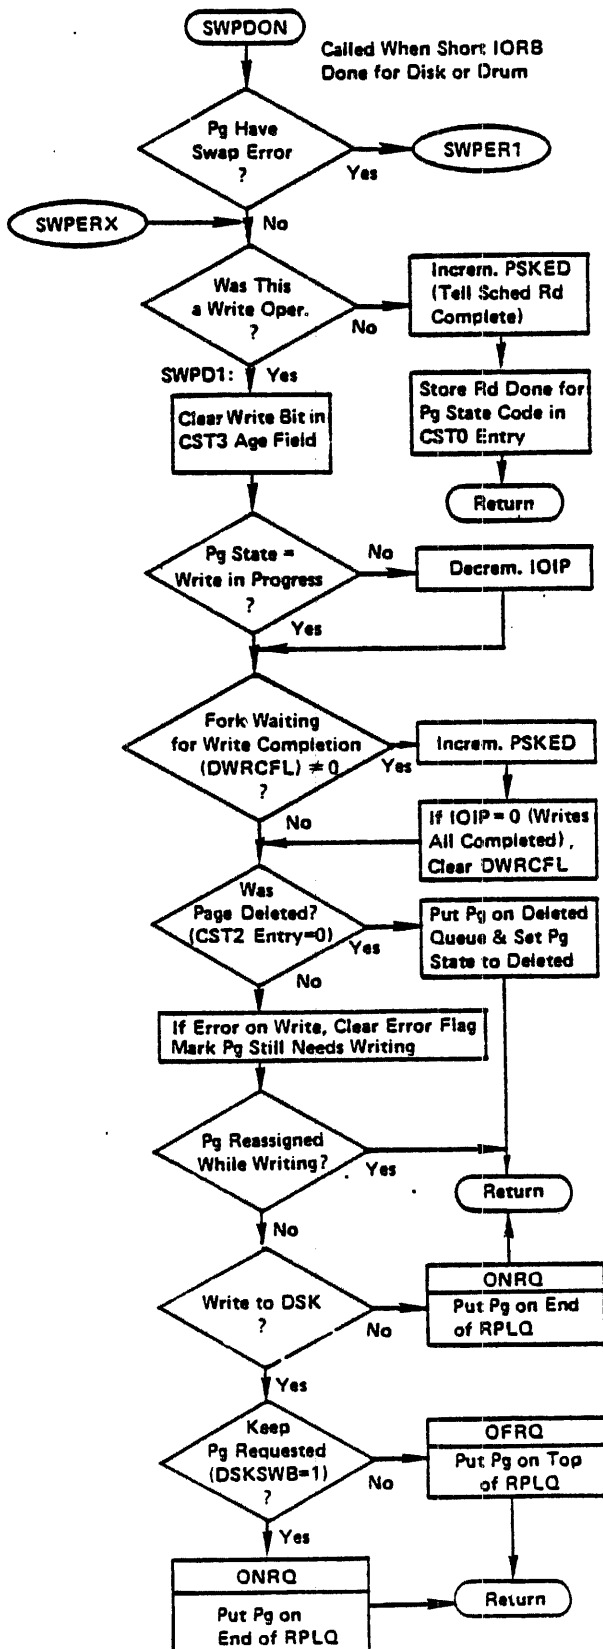 SWPDON
Called When Short IORB
Done for Disk or Drum
Pg Have
Swap Error
?
Yes
SWPER1
SWPERX
No
Was This
a Write Oper.
?
No
Increm. PSKED
(Tell Sched Rd
Complete)
SWPD1: Yes
Clear Write Bit in
CST3 Age Field
Store Rd Done for
Pg State Code in
CST0 Entry
Return
Pg State =
Write in Progress
?
No
Decrem. IOIP
Yes
Fork Waiting
for Write Completion
(DWRCFL) ≠ 0
?
Yes
Increm. PSKED
No
If IOIP = 0 (Writes
All Completed),
Clear DWRCFL
Was
Page Deleted?
(CST2 Entry=0)
Yes
Put Pg on Deleted
Queue & Set Pg
State to Deleted
No
If Error on Write, Clear Error Flag
Mark Pg Still Needs Writing
Pg Reassigned
While Writing?
Yes
Return
No
Write to DSK
?
No
ONRQ
Put Pg on End
of RPLQ
Yes
Keep
Pg Requested
(DSKSWB=1)
?
No
OFRQ
Put Pg on Top
of RPLQ
Yes
ONRQ
Put Pg on
End of RPLQ
Return